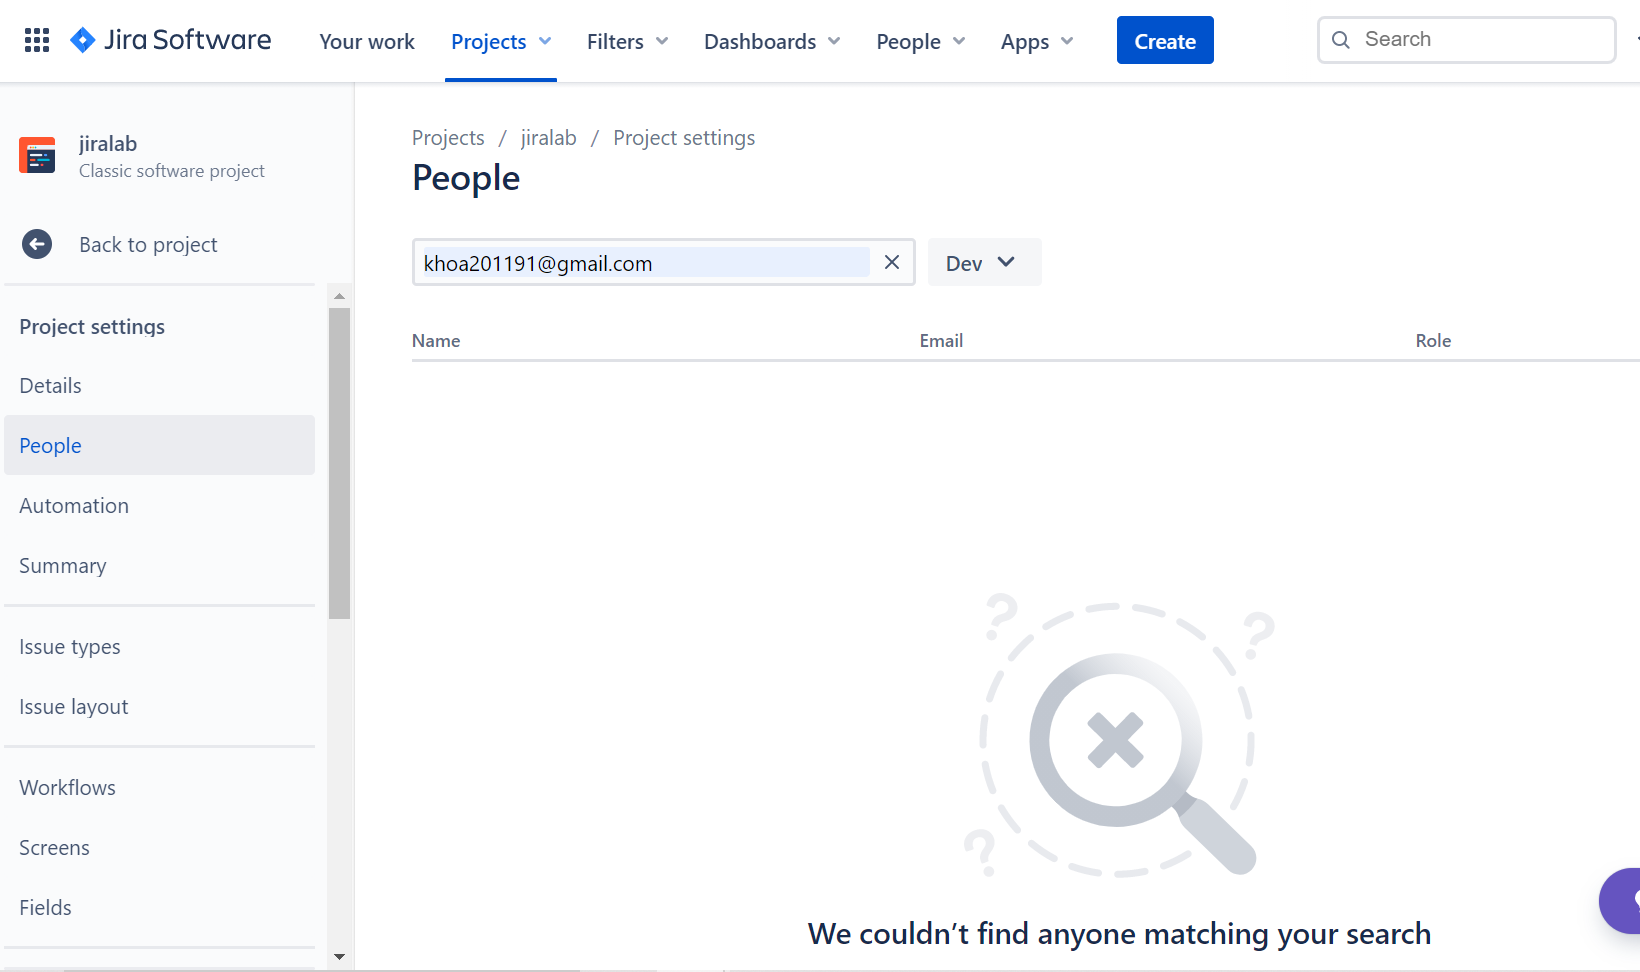 Jira Software
Your work
Projects
Filters
Dashboards
People
Apps
Create
Search
jiralab
Classic software project
Back to project
Project settings
Details
People
Automation
Summary
Issue types
Issue layout
Workflows
Screens
Fields
Projects / jiralab / Project settings
People
khoa201191@gmail.com
Dev
Name
Email
Role
? ? ?
We couldn’t find anyone matching your search